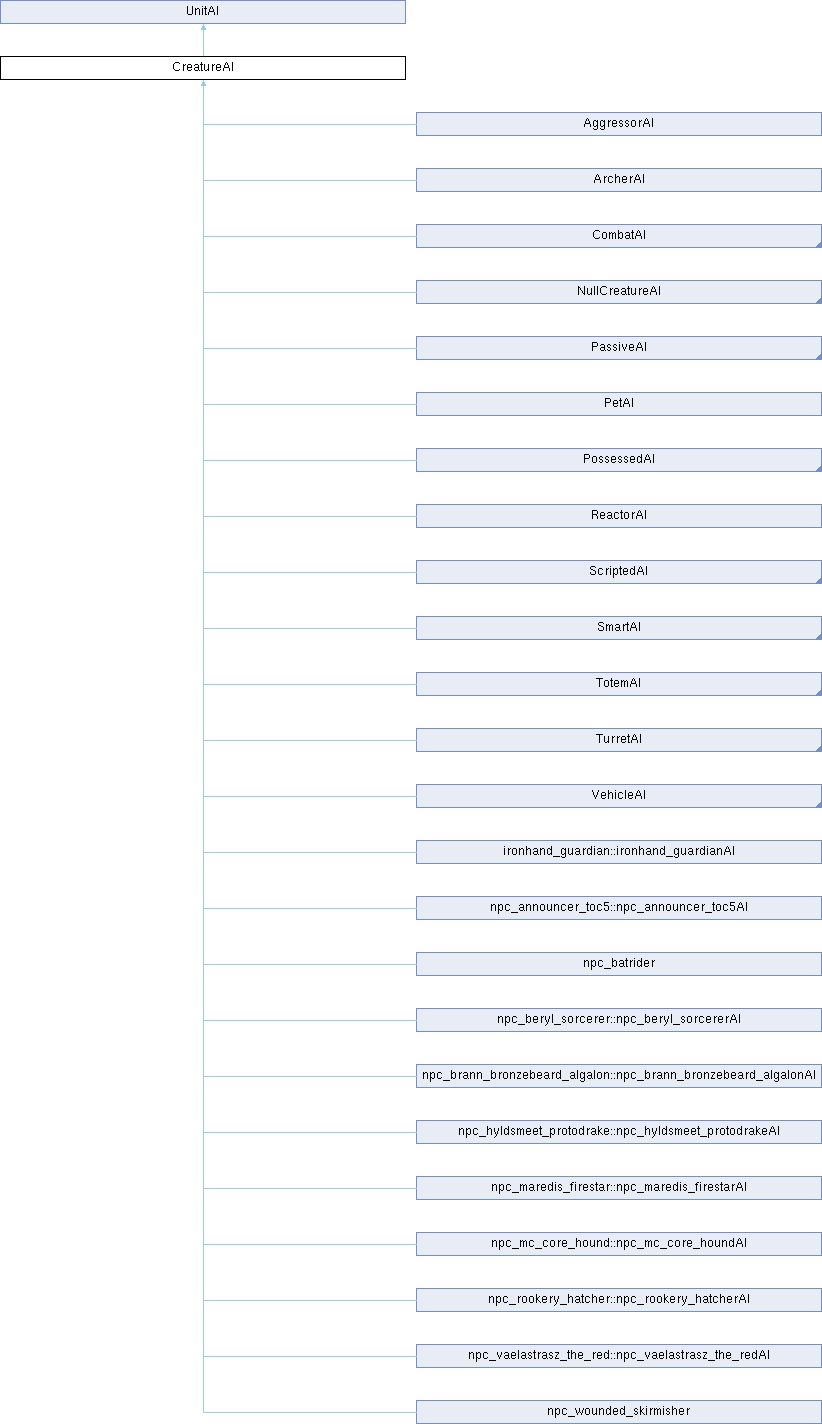 UnitAI
CreatureAI
AggressorAI
ArcherAI
CombatAI
NullCreatureAI
PassiveAI
PetAI
PossessedAI
ReactorAI
ScriptedAI
SmartAI
TotemAI
TurretAI
VehicleAI
ironhand_guardian::ironhand_guardianAI
npc_announcer_toc5::npc_announcer_toc5AI
npc_batrider
npc_beryl_sorcerer::npc_beryl_sorcererAI
npc_brann_bronzebeard_algalon::npc_brann_bronzebeard_algalonAI
npc_hyldsmeet_protodrake::npc_hyldsmeet_protodrakeAI
npc_maredis_firestar::npc_maredis_firestarAI
npc_mc_core_hound::npc_mc_core_houndAI
npc_rookery_hatcher::npc_rookery_hatcherAI
npc_vaelastrasz_the_red::npc_vaelastrasz_the_redAI
npc_wounded_skirmisher